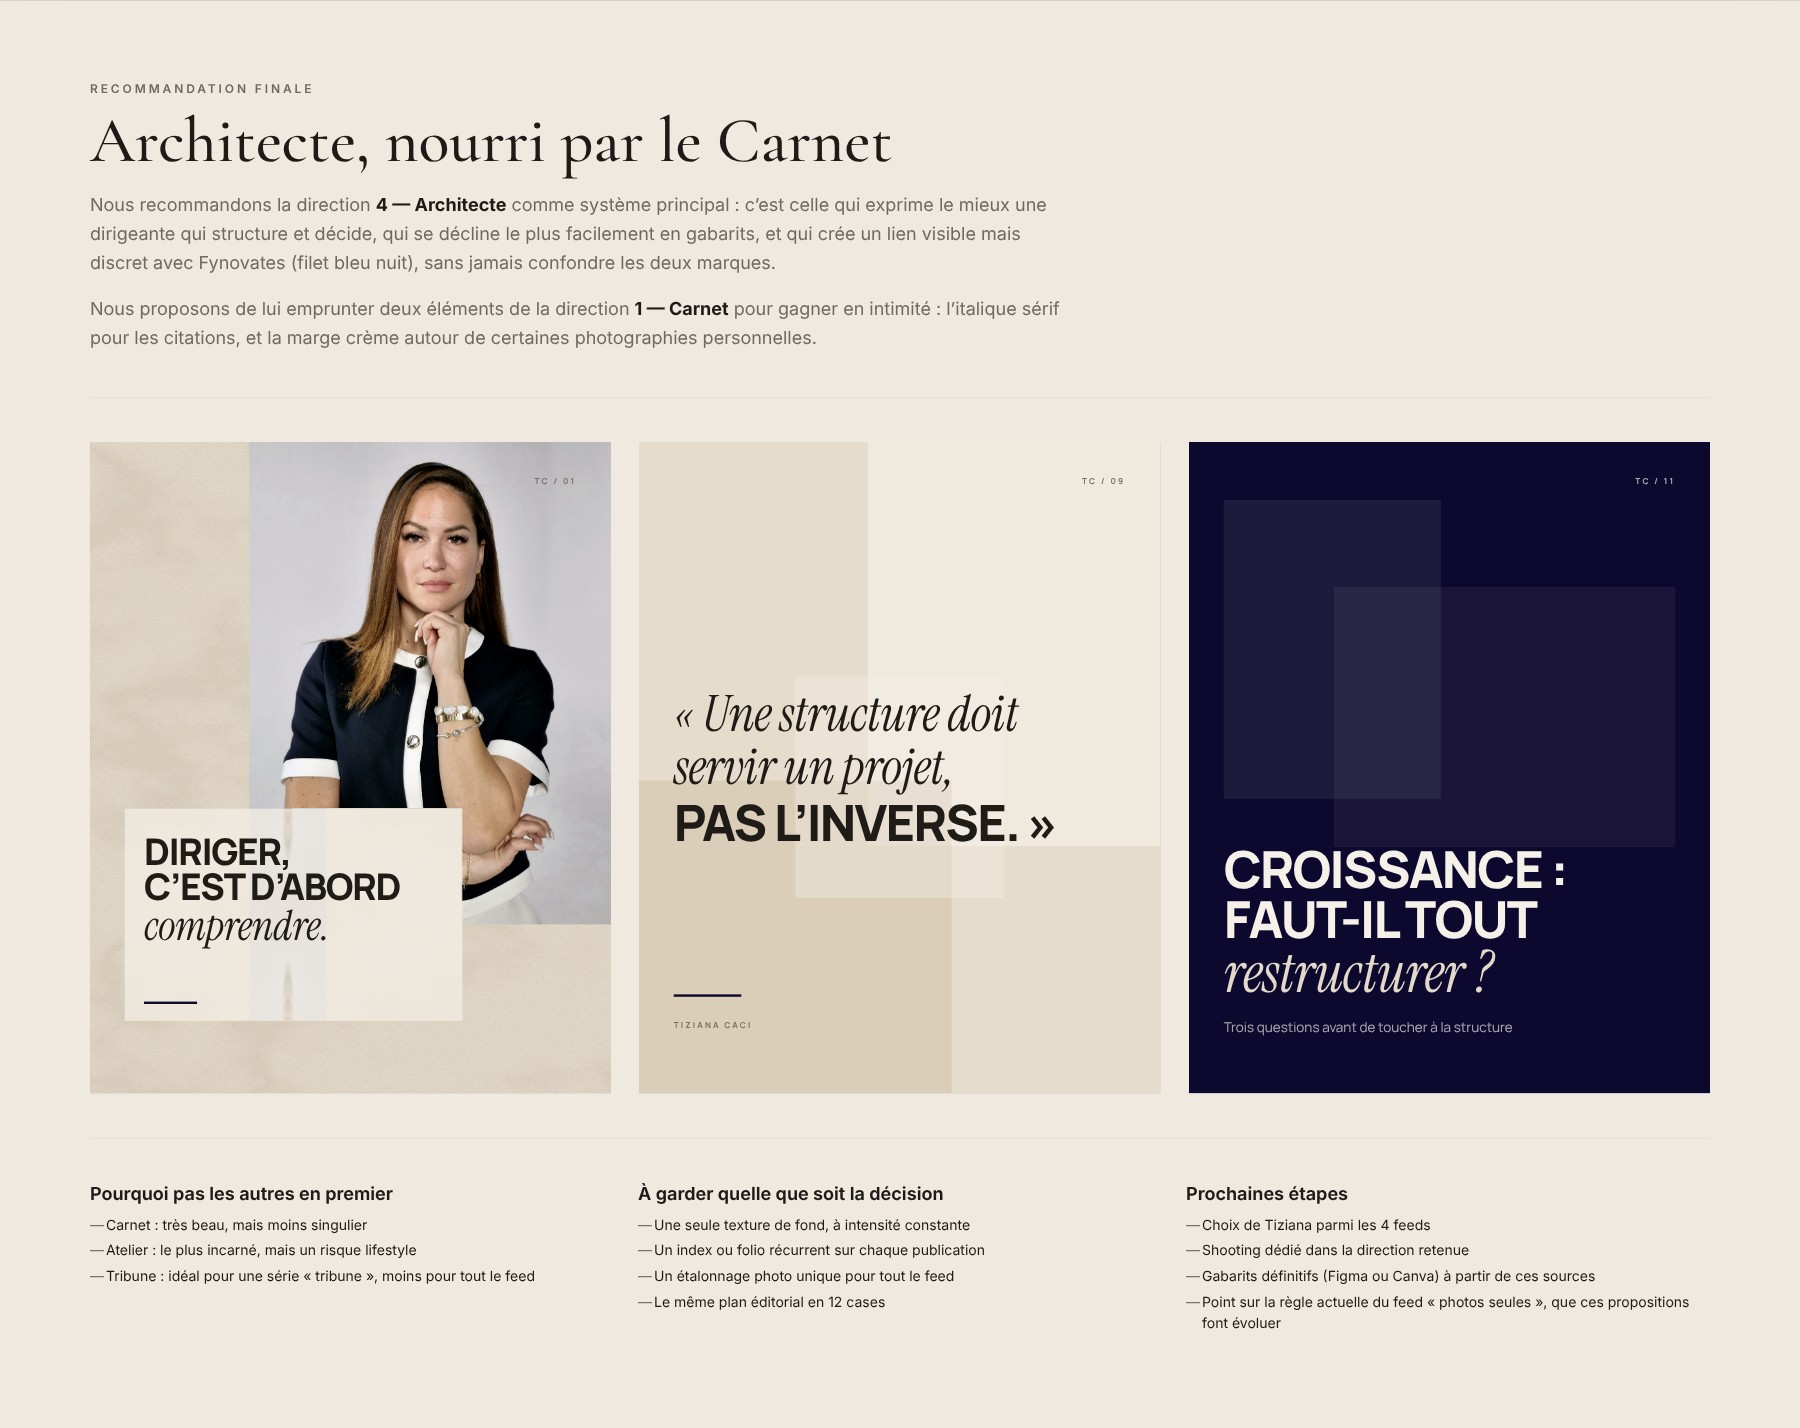 RECOMMANDATION FINALE
Architecte, nourri par le Carnet
Nous recommandons la direction 4 — Architecte comme système principal : c’est celle qui exprime le mieux une
dirigeante qui structure et décide, qui se décline le plus facilement en gabarits, et qui crée un lien visible mais
discret avec Fynovates (filet bleu nuit), sans jamais confondre les deux marques.
Nous proposons de lui emprunter deux éléments de la direction 1 — Carnet pour gagner en intimité : l’italique sérif
pour les citations, et la marge crème autour de certaines photographies personnelles.
TC / 01
DIRIGER,
C’EST D’ABORD
comprendre.
TC / 09
« Une structure doit
servir un projet,
PAS L’INVERSE. »
TIZIANA CACI
TC / 11
CROISSANCE :
FAUT-IL TOUT
restructurer ?
Trois questions avant de toucher à la structure
Pourquoi pas les autres en premier
— Carnet : très beau, mais moins singulier
— Atelier : le plus incarné, mais un risque lifestyle
— Tribune : idéal pour une série « tribune », moins pour tout le feed
À garder quelle que soit la décision
— Une seule texture de fond, à intensité constante
— Un index ou folio récurrent sur chaque publication
— Un étalonnage photo unique pour tout le feed
— Le même plan éditorial en 12 cases
Prochaines étapes
— Choix de Tiziana parmi les 4 feeds
— Shooting dédié dans la direction retenue
— Gabarits définitifs (Figma ou Canva) à partir de ces sources
— Point sur la règle actuelle du feed « photos seules », que ces propositions
font évoluer